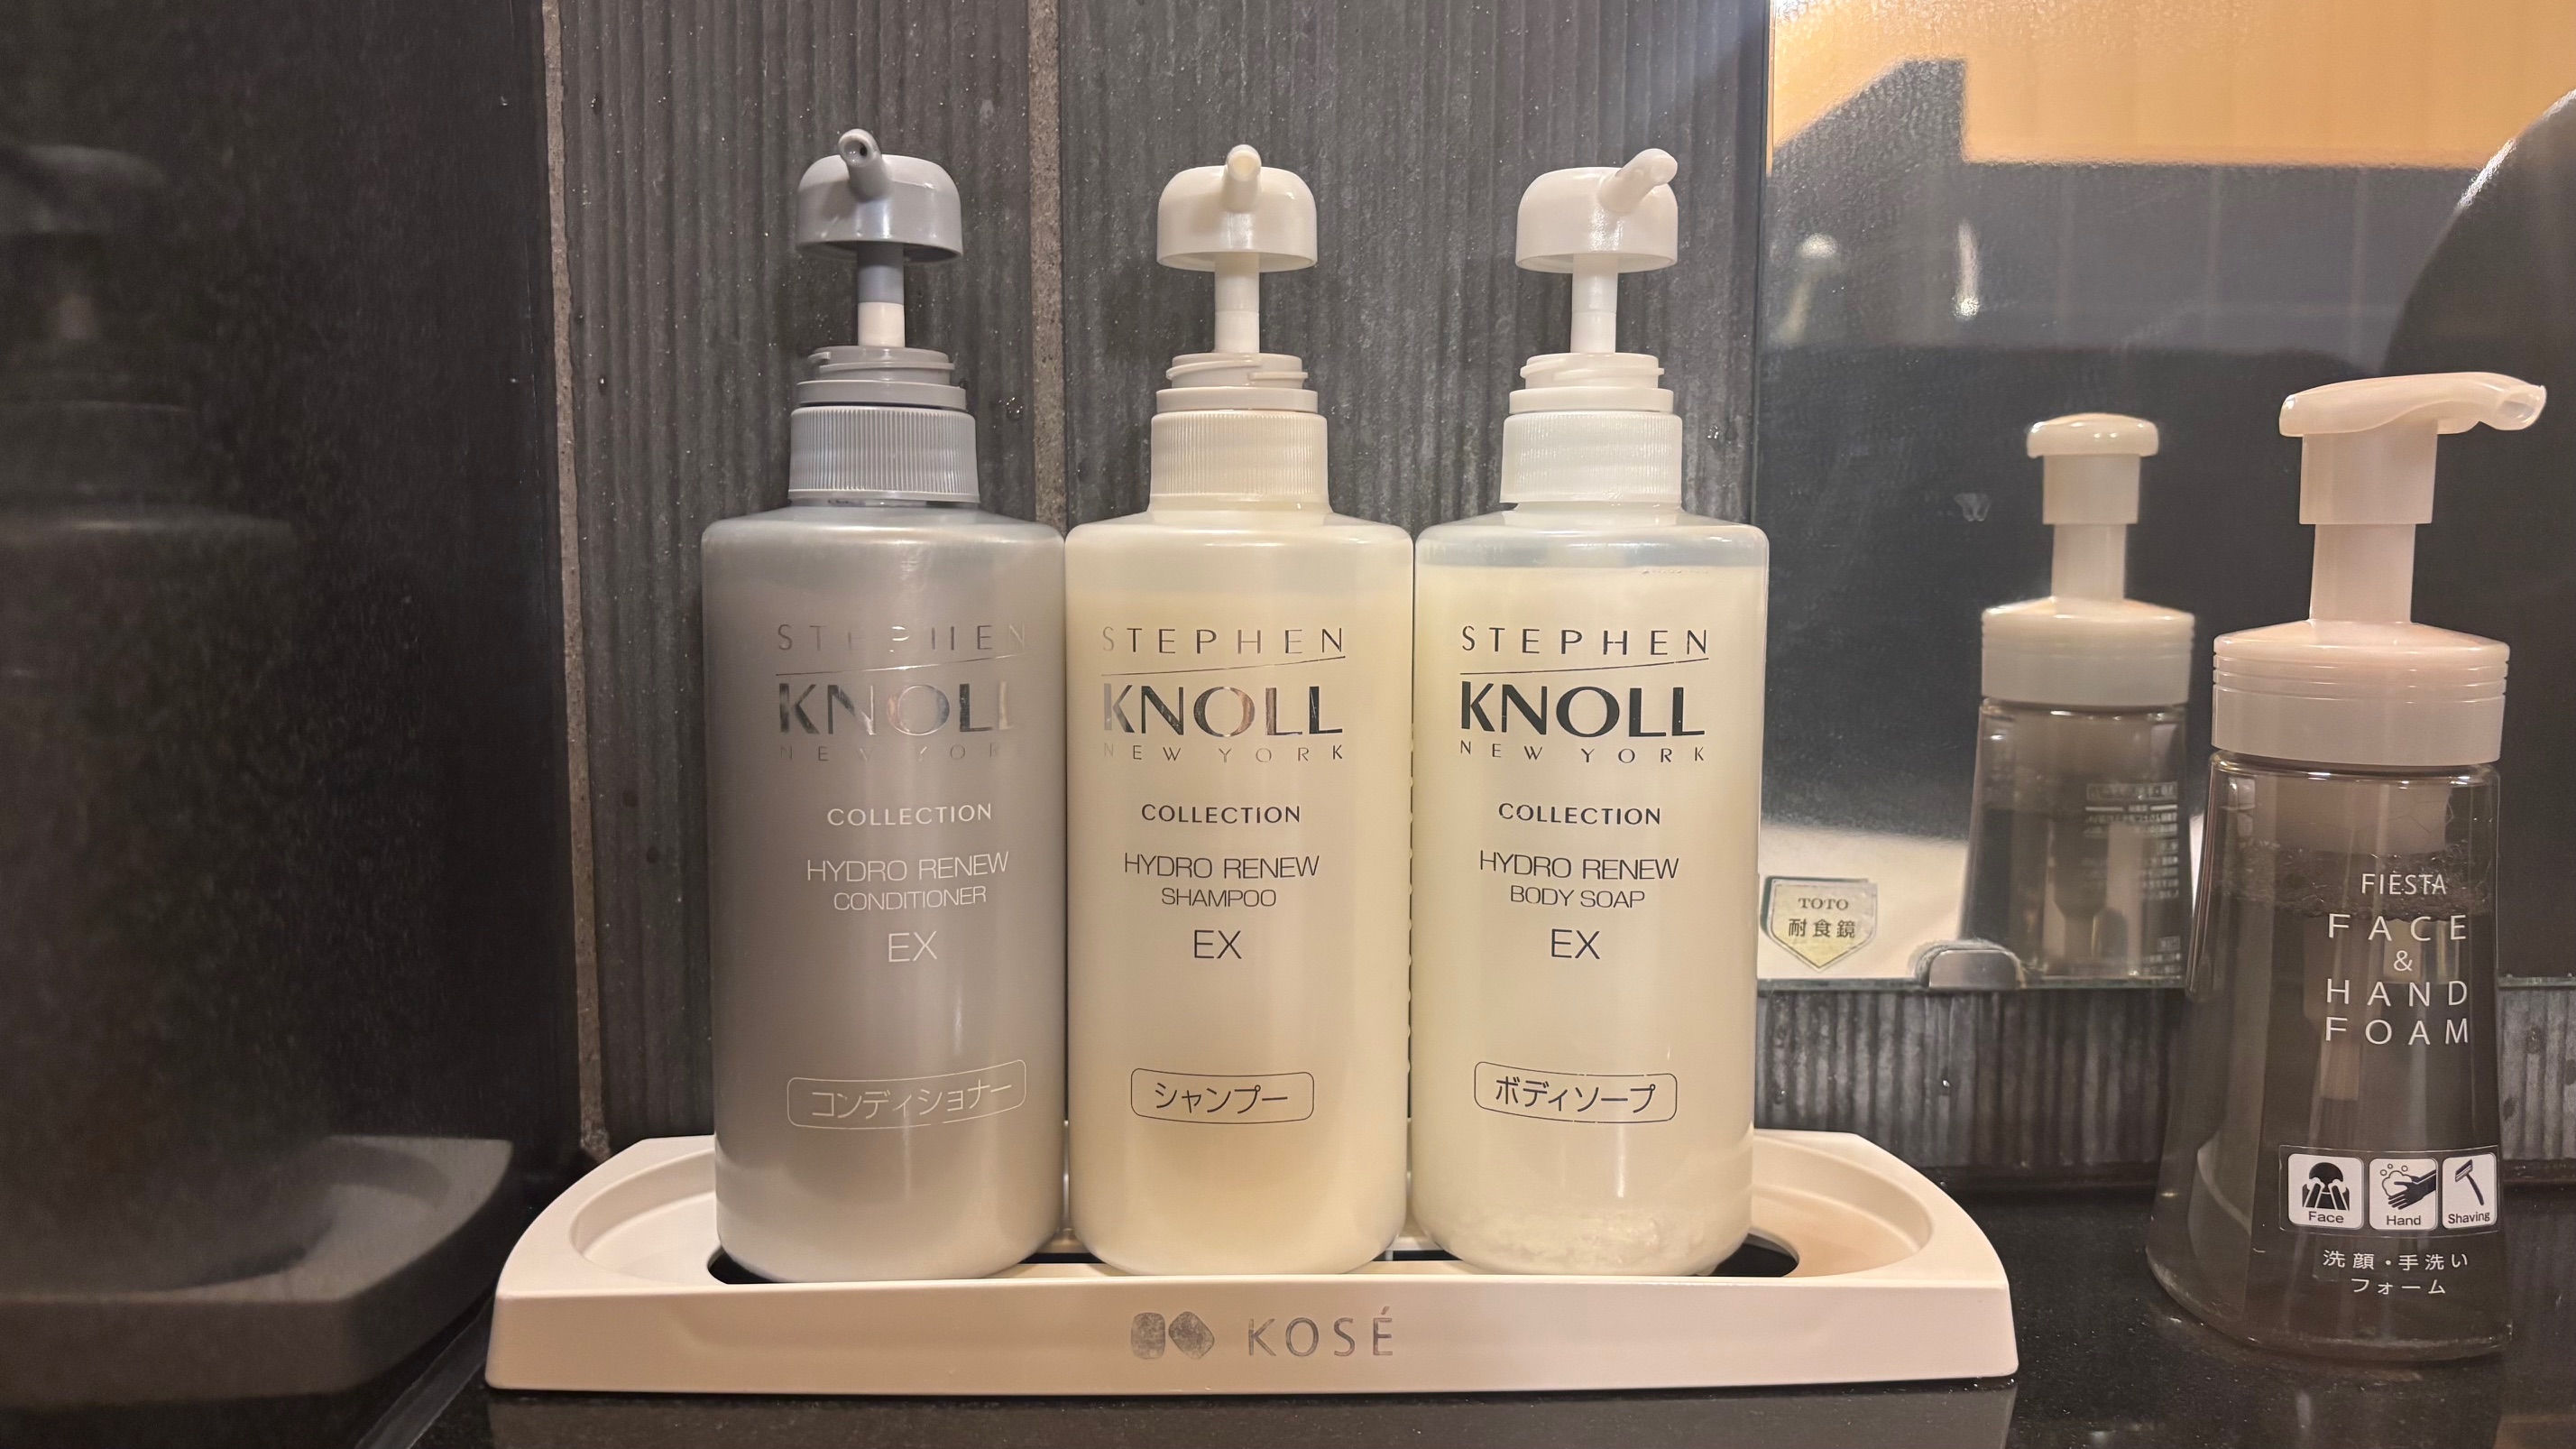 STEPHEN
KNOLL
NEW YORK
COLLECTION
HYDRO RENEW
CONDITIONER
EX
コンディショナー
STEPHEN
KNOLL
NEW YORK
COLLECTION
HYDRO RENEW
SHAMPOO
EX
シャンプー
STEPHEN
KNOLL
NEW YORK
COLLECTION
HYDRO RENEW
BODY SOAP
EX
ボディソープ
KOSÉ
TOTO
耐食鏡
FIESTA
FACE
&
HAND
FOAM
Face Hand Shaving
洗顔・手洗い
フォーム